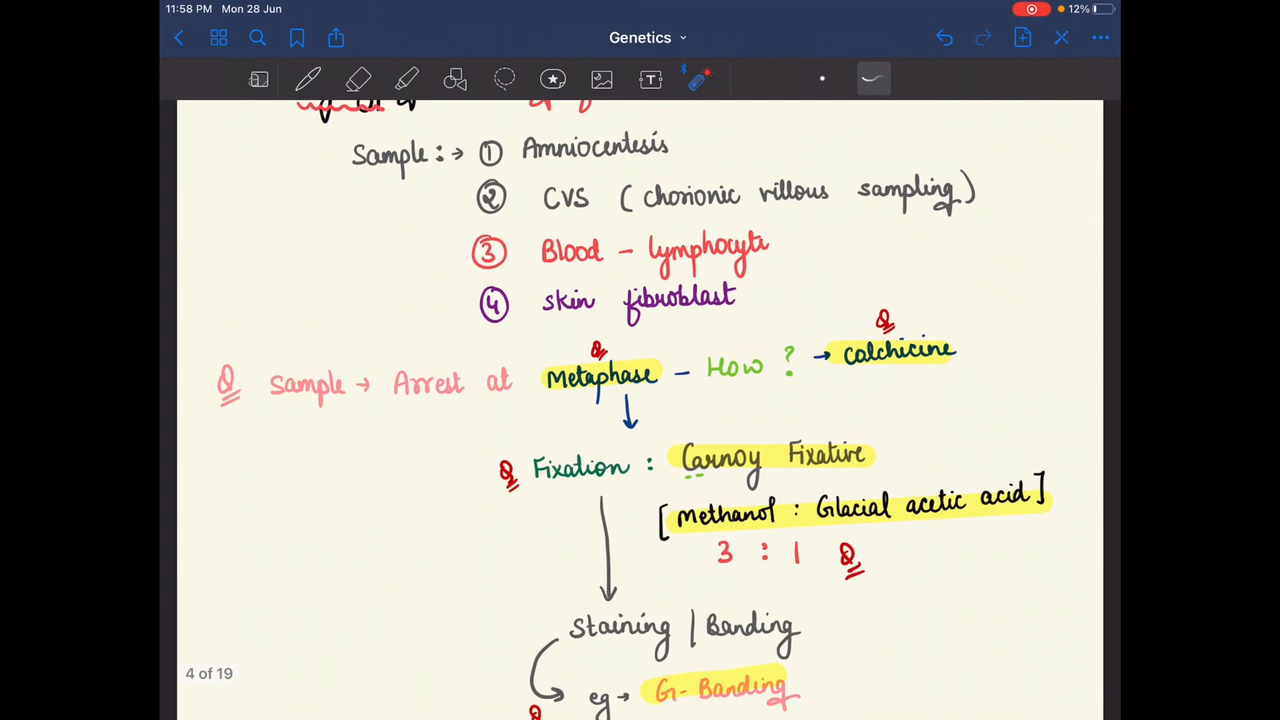 11:58 PM Mon 28 Jun
12%
Genetics
Sample: → ① Amniocentesis
② CVS (chorionic villous sampling)
③ Blood - lymphocyte
④ skin fibroblast
Q
Q
Q Sample → Arrest at Metaphase - How? → Colchicine
Q Fixation : Carnoy Fixative
[Methanol : Glacial acetic acid]
3 : 1 Q
Staining | Banding
4 of 19
eg → G-Banding
Q